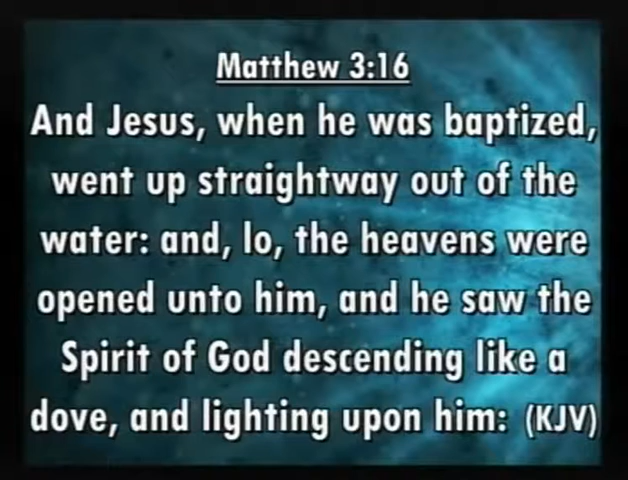 Matthew 3:16
And Jesus, when he was baptized,
went up straightway out of the
water: and, lo, the heavens were
opened unto him, and he saw the
Spirit of God descending like a
dove, and lighting upon him: (KJV)